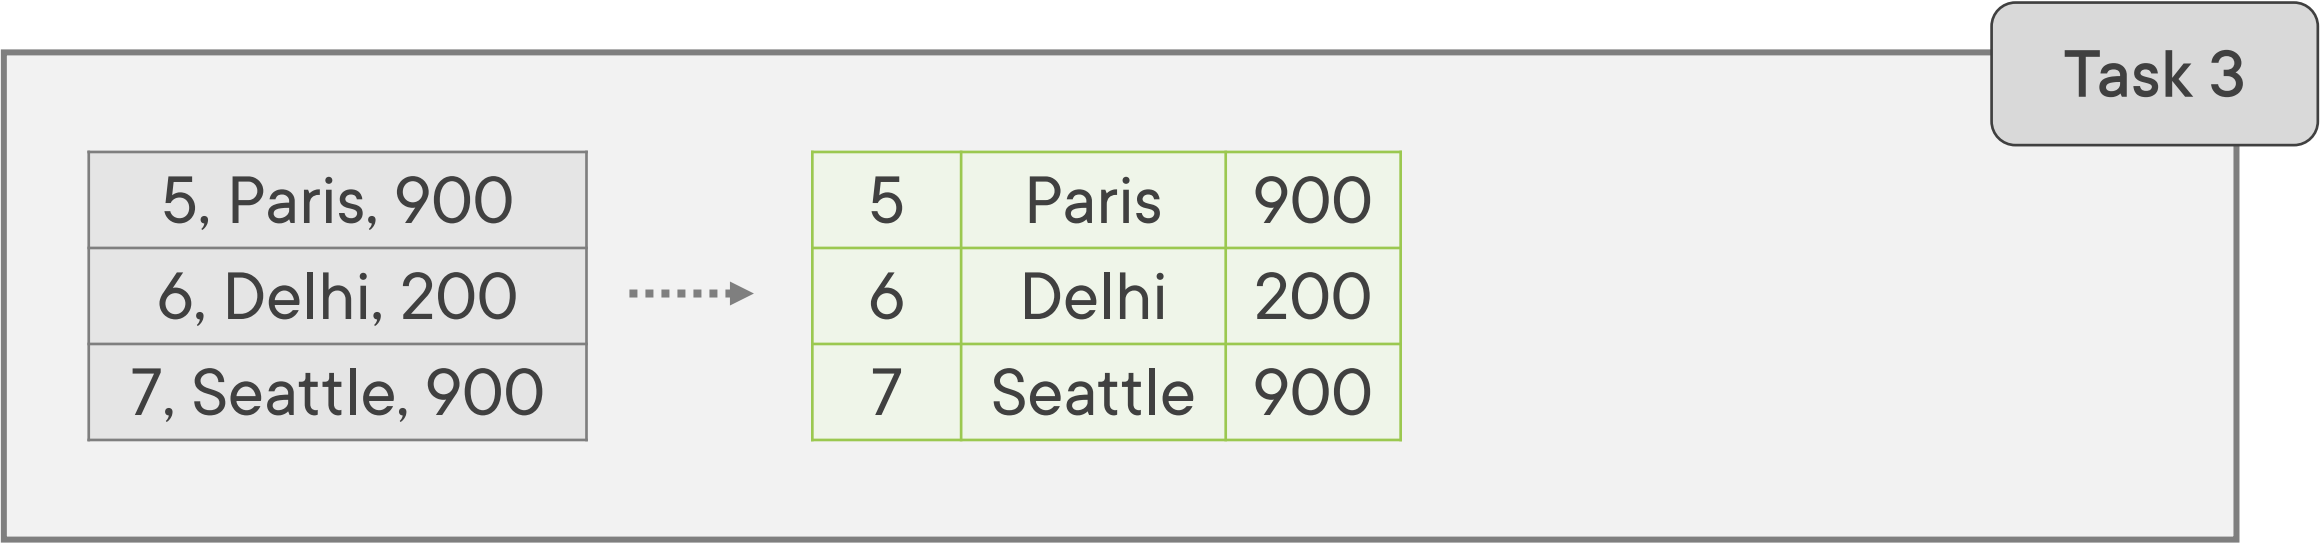 Task 3
5, Paris, 900
6, Delhi, 200
7, Seattle, 900
5 Paris 900
6 Delhi 200
7 Seattle 900